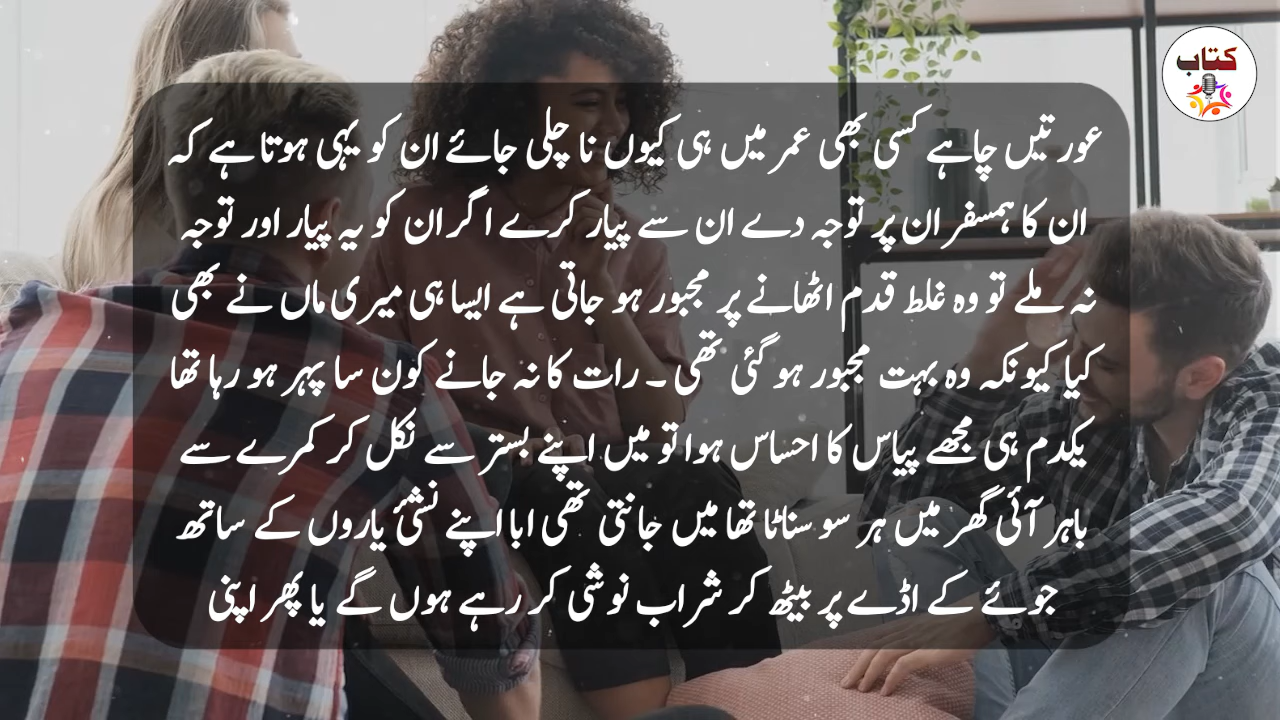 کتاب
عورتیں چاہے کسی بھی عمر میں ہی کیوں نا چلی جائے ان کو یہی ہوتا ہے کہ
ان کا ہمسفر ان پر توجہ دے ان سے پیار کرے اگر ان کو یہ پیار اور توجہ
نہ ملے تو وہ غلط قدم اٹھانے پر مجبور ہو جاتی ہے ایسا ہی میری ماں نے بھی
کیا کیونکہ وہ بہت مجبور ہو گئی تھی۔ رات کا نہ جانے کون سا پہر ہو رہا تھا
یکدم ہی مجھے پیاس کا احساس ہوا تو میں اپنے بستر سے نکل کر کمرے سے
باہر آئی گھر میں ہر سو سناٹا تھا میں جانتی تھی ابا اپنے نشئ یاروں کے ساتھ
جوئے کے اڈے پر بیٹھ کر شراب نوشی کر رہے ہوں گے یا پھر اپنی